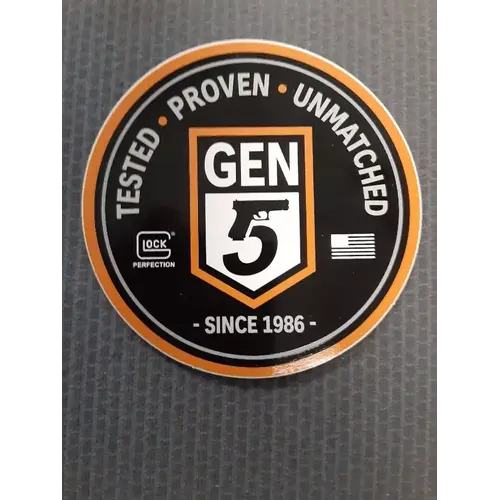 TESTED • PROVEN • UNMATCHED
GEN
5
GLOCK ®
PERFECTION
- SINCE 1986 -